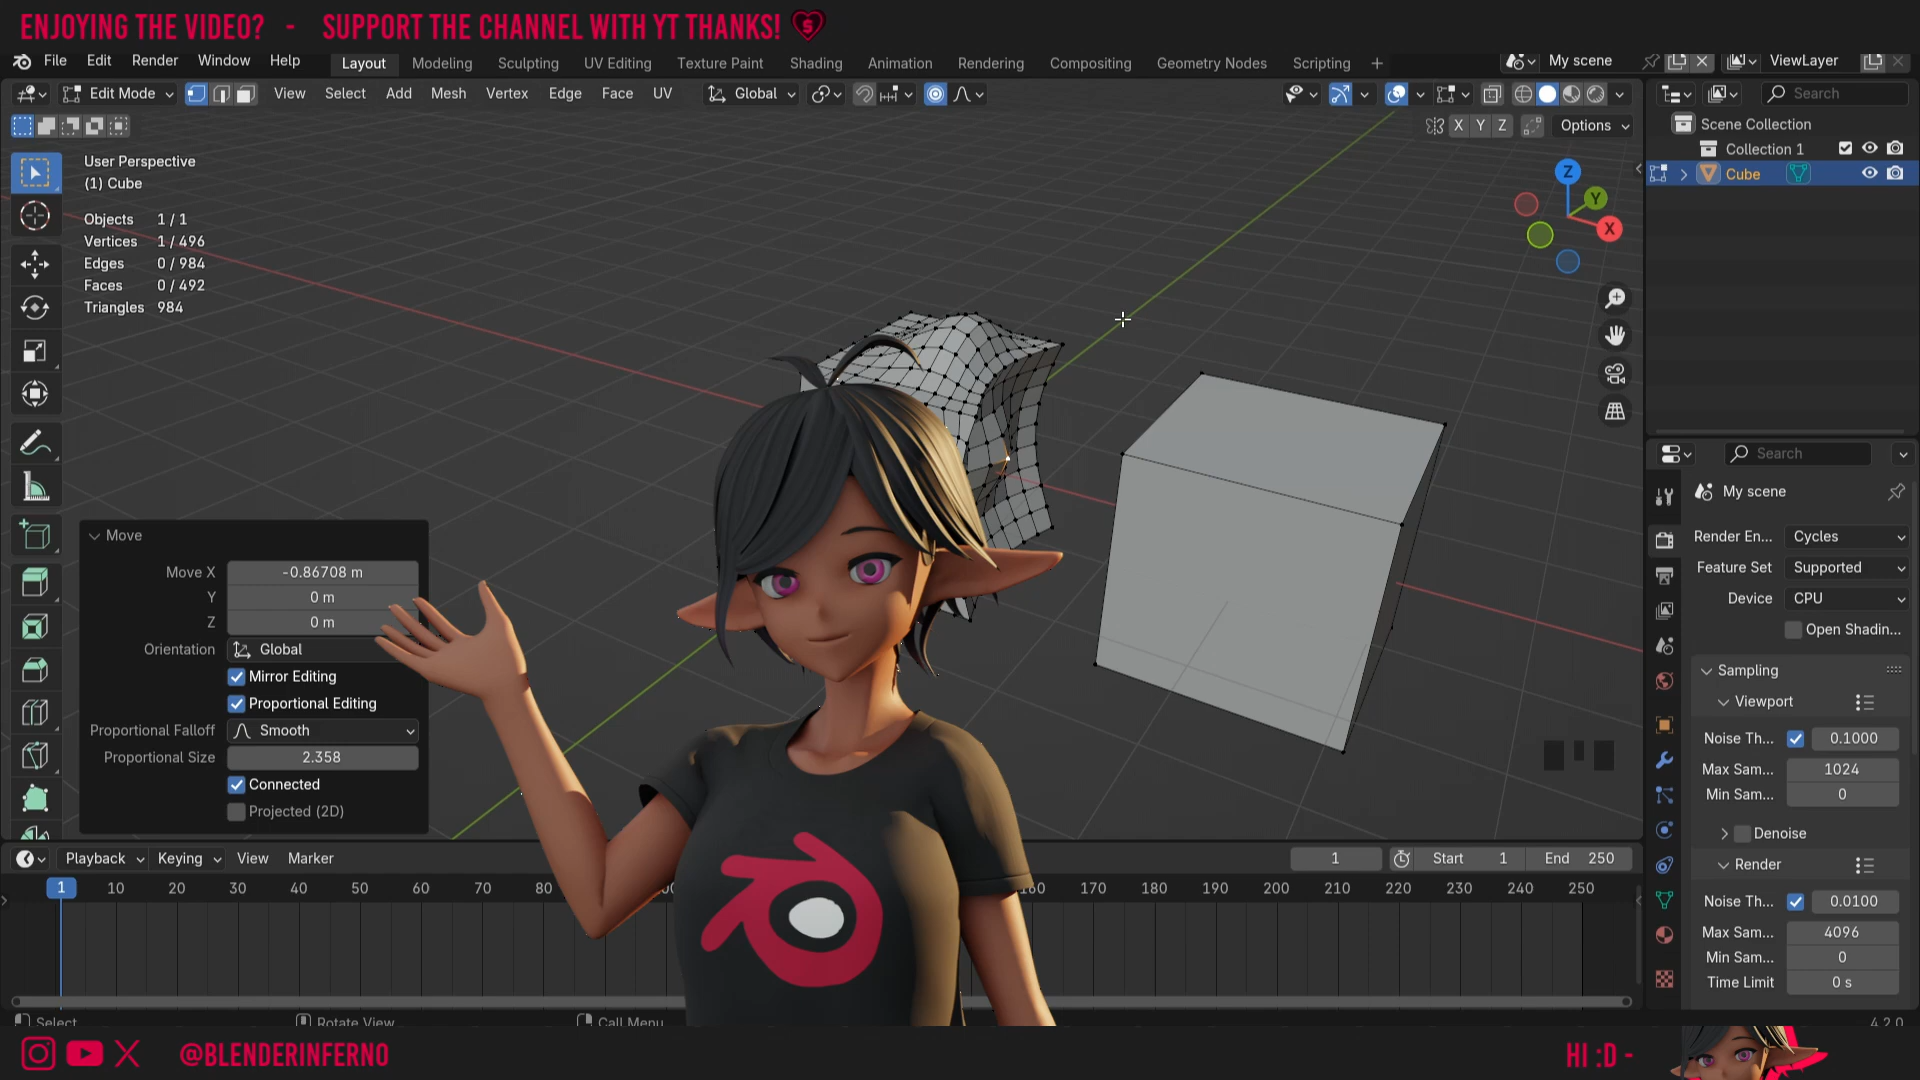 ENJOYING THE VIDEO? - SUPPORT THE CHANNEL WITH YT THANKS!
File Edit Render Window Help Layout Modeling Sculpting UV Editing Texture Paint Shading Animation Rendering Compositing Geometry Nodes Scripting + My scene ViewLayer
Edit Mode View Select Add Mesh Vertex Edge Face UV Global Search
X Y Z Options
Scene Collection
Collection 1
Cube
User Perspective
(1) Cube
Objects 1 / 1
Vertices 1 / 496
Edges 0 / 984
Faces 0 / 492
Triangles 984
Z
Y
X
Move
Move X -0.86708 m
Y 0 m
Z 0 m
Orientation Global
Mirror Editing
Proportional Editing
Proportional Falloff Smooth
Proportional Size 2.358
Connected
Projected (2D)
Search
My scene
Render En... Cycles
Feature Set Supported
Device CPU
Open Shadin...
Sampling
Viewport
Noise Th... 0.1000
Max Sam... 1024
Min Sam... 0
Denoise
Render
Noise Th... 0.0100
Max Sam... 4096
Min Sam... 0
Time Limit 0 s
Playback Keying View Marker 1 Start 1 End 250
1 10 20 30 40 50 60 70 80 160 170 180 190 200 210 220 230 240 250
Select Rotate View Call Menu 4.2.0
@BLENDERINFERNO HI :D -